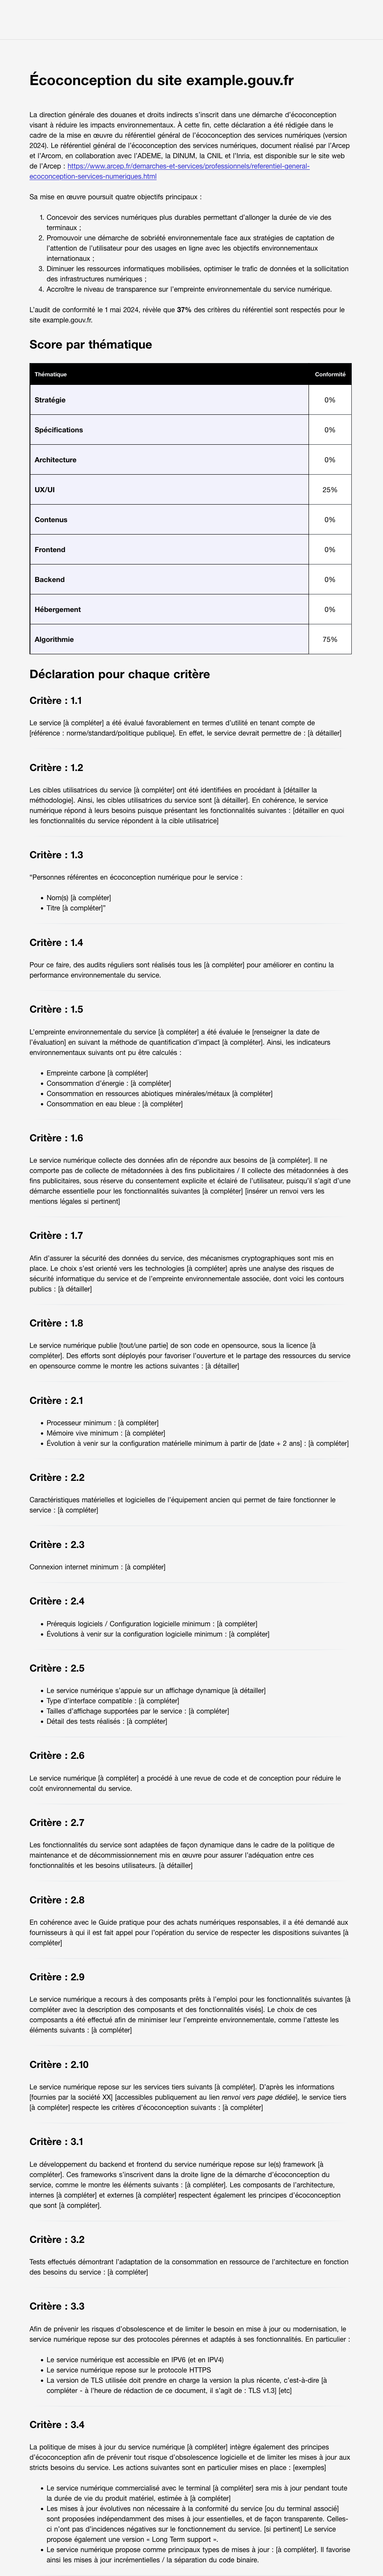 Écoconception du site example.gouv.fr
La direction générale des douanes et droits indirects s’inscrit dans une démarche d’écoconception
visant à réduire les impacts environnementaux. À cette fin, cette déclaration a été rédigée dans le
cadre de la mise en œuvre du référentiel général de l’écoconception des services numériques (version
2024). Le référentiel général de l’écoconception des services numériques, document réalisé par l’Arcep
et l’Arcom, en collaboration avec l’ADEME, la DINUM, la CNIL et l’Inria, est disponible sur le site web
de l’Arcep : https://www.arcep.fr/demarches-et-services/professionnels/referentiel-general-
ecoconception-services-numeriques.html
Sa mise en œuvre poursuit quatre objectifs principaux :
1. Concevoir des services numériques plus durables permettant d’allonger la durée de vie des
terminaux ;
2. Promouvoir une démarche de sobriété environnementale face aux stratégies de captation de
l’attention de l’utilisateur pour des usages en ligne avec les objectifs environnementaux
internationaux ;
3. Diminuer les ressources informatiques mobilisées, optimiser le trafic de données et la sollicitation
des infrastructures numériques ;
4. Accroître le niveau de transparence sur l’empreinte environnementale du service numérique.
L’audit de conformité le 1 mai 2024, révèle que 37% des critères du référentiel sont respectés pour le
site example.gouv.fr.
Score par thématique
Thématique Conformité
Stratégie 0%
Spécifications 0%
Architecture 0%
UX/UI 25%
Contenus 0%
Frontend 0%
Backend 0%
Hébergement 0%
Algorithmie 75%
Déclaration pour chaque critère
Critère : 1.1
Le service [à compléter] a été évalué favorablement en termes d’utilité en tenant compte de
[référence : norme/standard/politique publique]. En effet, le service devrait permettre de : [à détailler]
Critère : 1.2
Les cibles utilisatrices du service [à compléter] ont été identifiées en procédant à [détailler la
méthodologie]. Ainsi, les cibles utilisatrices du service sont [à détailler]. En cohérence, le service
numérique répond à leurs besoins puisque présentant les fonctionnalités suivantes : [détailler en quoi
les fonctionnalités du service répondent à la cible utilisatrice]
Critère : 1.3
“Personnes référentes en écoconception numérique pour le service :
• Nom(s) [à compléter]
• Titre [à compléter]”
Critère : 1.4
Pour ce faire, des audits réguliers sont réalisés tous les [à compléter] pour améliorer en continu la
performance environnementale du service.
Critère : 1.5
L’empreinte environnementale du service [à compléter] a été évaluée le [renseigner la date de
l’évaluation] en suivant la méthode de quantification d’impact [à compléter]. Ainsi, les indicateurs
environnementaux suivants ont pu être calculés :
• Empreinte carbone [à compléter]
• Consommation d’énergie : [à compléter]
• Consommation en ressources abiotiques minérales/métaux [à compléter]
• Consommation en eau bleue : [à compléter]
Critère : 1.6
Le service numérique collecte des données afin de répondre aux besoins de [à compléter]. Il ne
comporte pas de collecte de métadonnées à des fins publicitaires / Il collecte des métadonnées à des
fins publicitaires, sous réserve du consentement explicite et éclairé de l’utilisateur, puisqu’il s’agit d’une
démarche essentielle pour les fonctionnalités suivantes [à compléter] [insérer un renvoi vers les
mentions légales si pertinent]
Critère : 1.7
Afin d’assurer la sécurité des données du service, des mécanismes cryptographiques sont mis en
place. Le choix s’est orienté vers les technologies [à compléter] après une analyse des risques de
sécurité informatique du service et de l’empreinte environnementale associée, dont voici les contours
publics : [à détailler]
Critère : 1.8
Le service numérique publie [tout/une partie] de son code en opensource, sous la licence [à
compléter]. Des efforts sont déployés pour favoriser l’ouverture et le partage des ressources du service
en opensource comme le montre les actions suivantes : [à détailler]
Critère : 2.1
• Processeur minimum : [à compléter]
• Mémoire vive minimum : [à compléter]
• Évolution à venir sur la configuration matérielle minimum à partir de [date + 2 ans] : [à compléter]
Critère : 2.2
Caractéristiques matérielles et logicielles de l’équipement ancien qui permet de faire fonctionner le
service : [à compléter]
Critère : 2.3
Connexion internet minimum : [à compléter]
Critère : 2.4
• Prérequis logiciels / Configuration logicielle minimum : [à compléter]
• Évolutions à venir sur la configuration logicielle minimum : [à compléter]
Critère : 2.5
• Le service numérique s’appuie sur un affichage dynamique [à détailler]
• Type d’interface compatible : [à compléter]
• Tailles d’affichage supportées par le service : [à compléter]
• Détail des tests réalisés : [à compléter]
Critère : 2.6
Le service numérique [à compléter] a procédé à une revue de code et de conception pour réduire le
coût environnemental du service.
Critère : 2.7
Les fonctionnalités du service sont adaptées de façon dynamique dans le cadre de la politique de
maintenance et de décommissionnement mis en œuvre pour assurer l’adéquation entre ces
fonctionnalités et les besoins utilisateurs. [à détailler]
Critère : 2.8
En cohérence avec le Guide pratique pour des achats numériques responsables, il a été demandé aux
fournisseurs à qui il est fait appel pour l’opération du service de respecter les dispositions suivantes [à
compléter]
Critère : 2.9
Le service numérique a recours à des composants prêts à l’emploi pour les fonctionnalités suivantes [à
compléter avec la description des composants et des fonctionnalités visés]. Le choix de ces
composants a été effectué afin de minimiser leur empreinte environnementale, comme l’atteste les
éléments suivants : [à compléter]
Critère : 2.10
Le service numérique repose sur les services tiers suivants [à compléter]. D’après les informations
[fournies par la société XX] [accessibles publiquement au lien renvoi vers page dédiée], le service tiers
[à compléter] respecte les critères d’écoconception suivants : [à compléter]
Critère : 3.1
Le développement du backend et frontend du service numérique repose sur le(s) framework [à
compléter]. Ces frameworks s’inscrivent dans la droite ligne de la démarche d’écoconception du
service, comme le montre les éléments suivants : [à compléter]. Les composants de l’architecture,
internes [à compléter] et externes [à compléter] respectent également les principes d’écoconception
que sont [à compléter].
Critère : 3.2
Tests effectués démontrant l’adaptation de la consommation en ressource de l’architecture en fonction
des besoins du service : [à compléter]
Critère : 3.3
Afin de prévenir les risques d’obsolescence et de limiter le besoin en mise à jour ou modernisation, le
service numérique repose sur des protocoles pérennes et adaptés à ses fonctionnalités. En particulier :
• Le service numérique est accessible en IPV6 (et en IPV4)
• Le service numérique repose sur le protocole HTTPS
• La version de TLS utilisée doit prendre en charge la version la plus récente, c’est-à-dire [à
compléter - à l’heure de rédaction de ce document, il s’agit de : TLS v1.3] [etc]
Critère : 3.4
La politique de mises à jour du service numérique [à compléter] intègre également des principes
d’écoconception afin de prévenir tout risque d’obsolescence logicielle et de limiter les mises à jour aux
stricts besoins du service. Les actions suivantes sont en particulier mises en place : [exemples]
• Le service numérique commercialisé avec le terminal [à compléter] sera mis à jour pendant toute
la durée de vie du produit matériel, estimée à [à compléter]
• Les mises à jour évolutives non nécessaire à la conformité du service [ou du terminal associé]
sont proposées indépendamment des mises à jour essentielles, et de façon transparente. Celles-
ci n’ont pas d’incidences négatives sur le fonctionnement du service. [si pertinent] Le service
propose également une version « Long Term support ».
• Le service numérique propose comme principaux types de mises à jour : [à compléter]. Il favorise
ainsi les mises à jour incrémentielles / la séparation du code binaire.